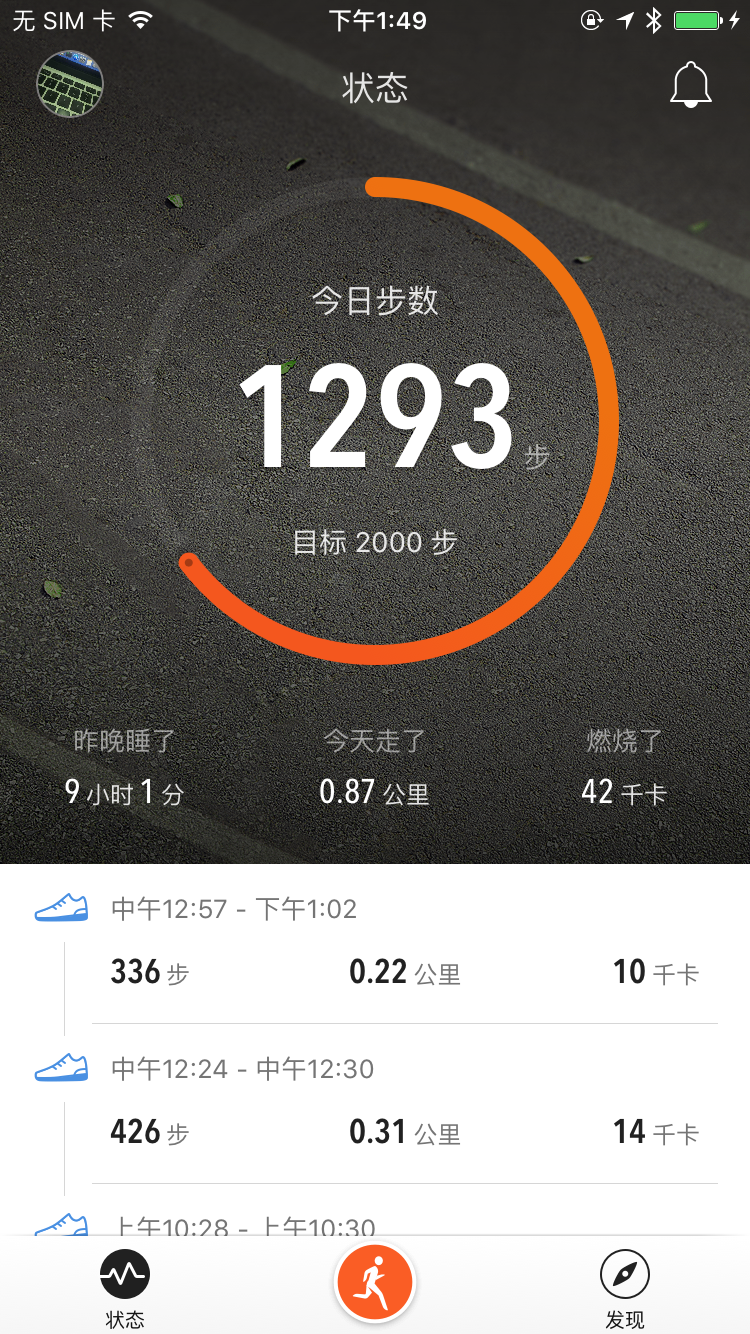 无 SIM 卡 下午1:49
状态
今日步数
1293 步
目标 2000 步
昨晚睡了 今天走了 燃烧了
9 小时 1 分 0.87 公里 42 千卡
中午12:57 - 下午1:02
336 步 0.22 公里 10 千卡
中午12:24 - 中午12:30
426 步 0.31 公里 14 千卡
上午10:28 - 上午10:30
状态 发现